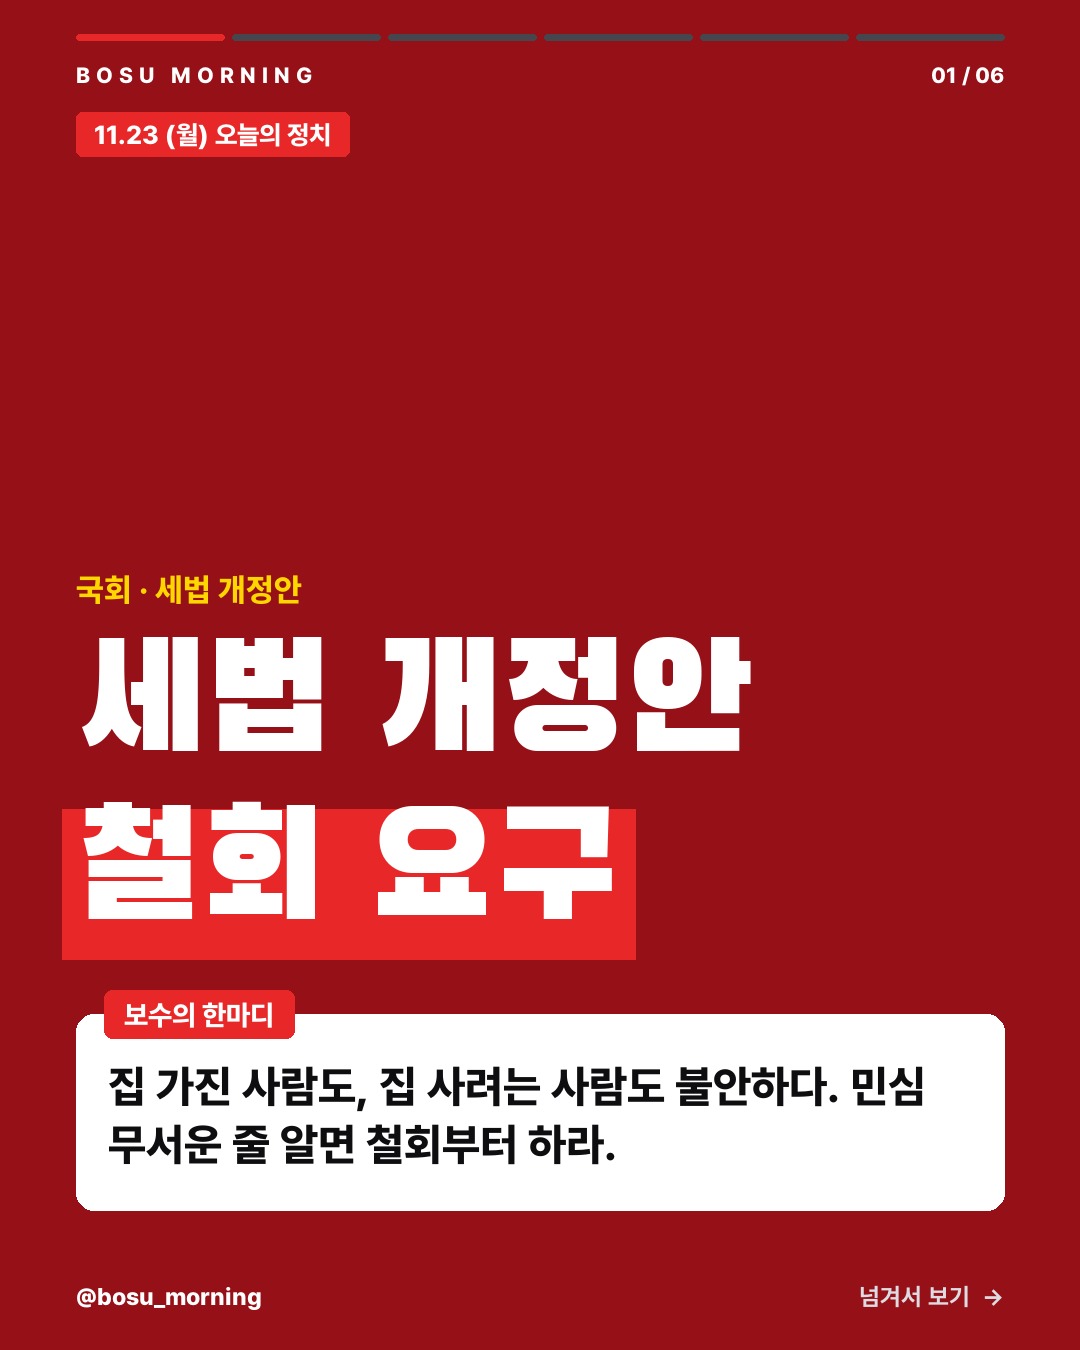 BOSU MORNING
01 / 06
11.23 (월) 오늘의 정치
국회 · 세법 개정안
세법 개정안
철회 요구
보수의 한마디
집 가진 사람도, 집 사려는 사람도 불안하다. 민심
무서운 줄 알면 철회부터 하라.
@bosu_morning
넘겨서 보기 →